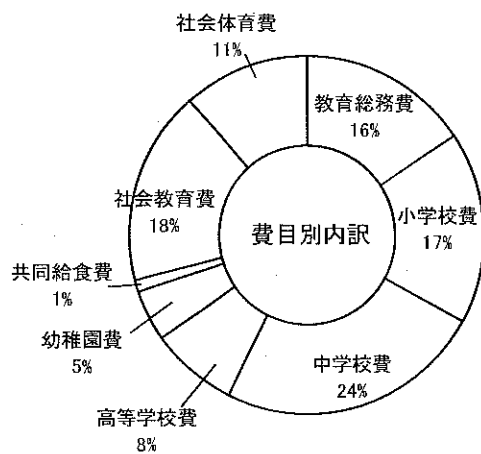 社会体育費
11%
教育総務費
16%
小学校費
17%
中学校費
24%
高等学校費
8%
幼稚園費
5%
共同給食費
1%
社会教育費
18%
費目別内訳